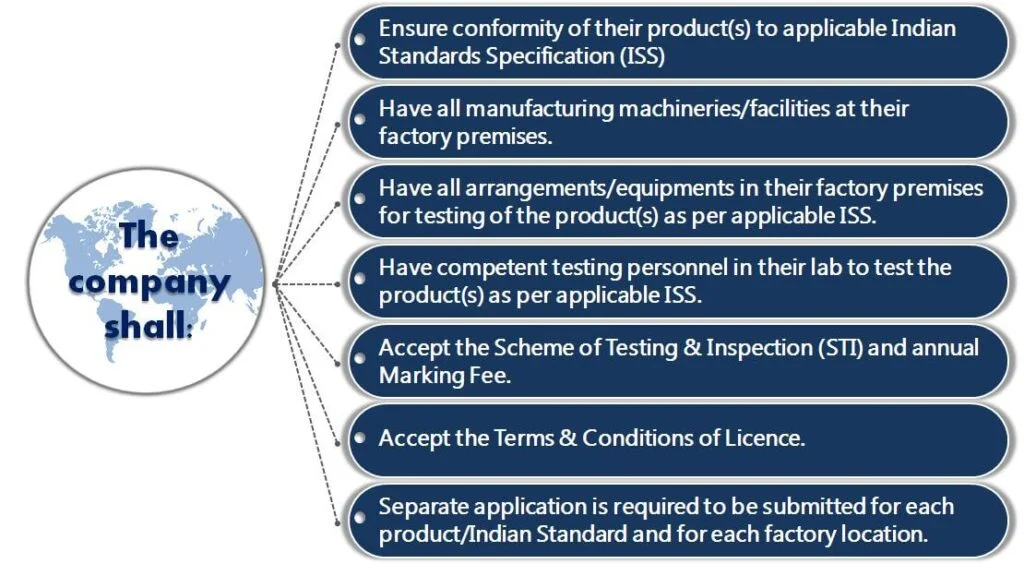 The
company
shall:
Ensure conformity of their product(s) to applicable Indian
Standards Specification (ISS)
Have all manufacturing machineries/facilities at their
factory premises.
Have all arrangements/equipments in their factory premises
for testing of the product(s) as per applicable ISS.
Have competent testing personnel in their lab to test the
product(s) as per applicable ISS.
Accept the Scheme of Testing & Inspection (STI) and annual
Marking Fee.
Accept the Terms & Conditions of Licence.
Separate application is required to be submitted for each
product/Indian Standard and for each factory location.